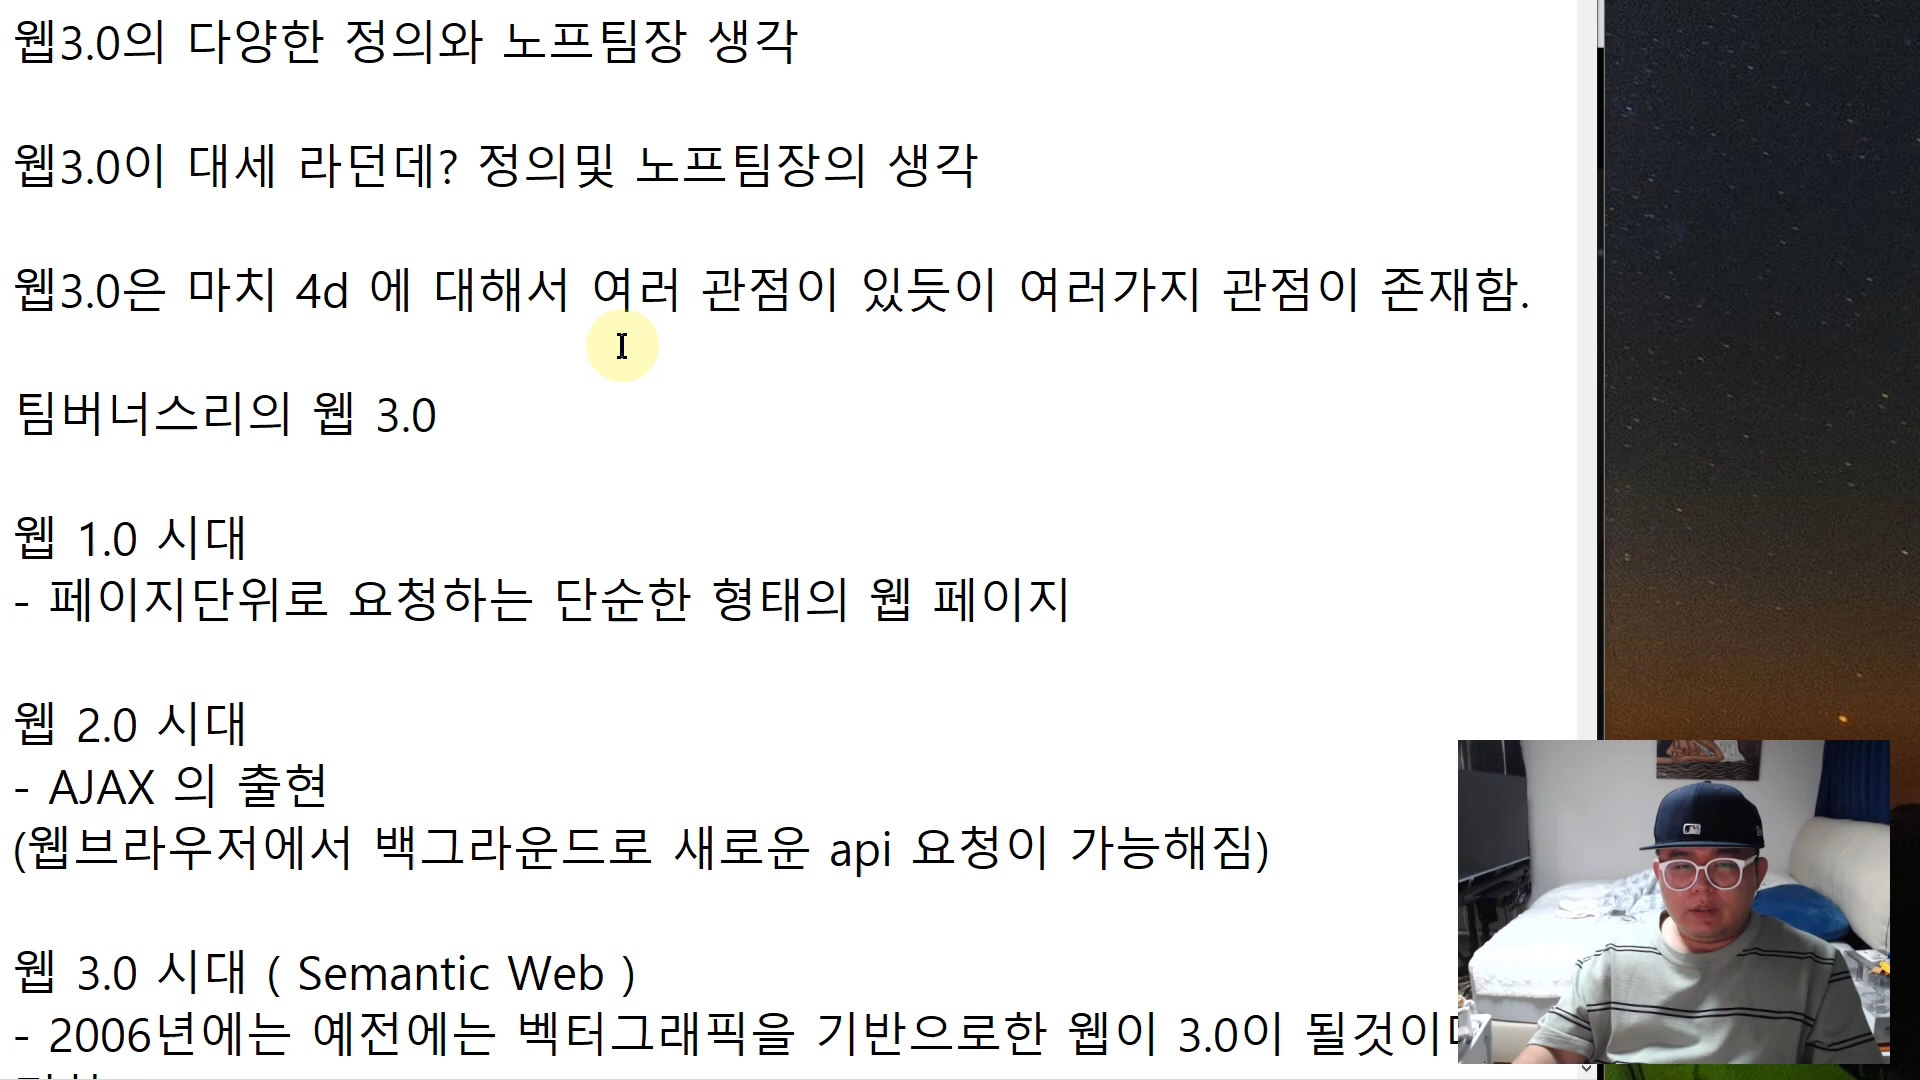 웹3.0의 다양한 정의와 노프팀장 생각
웹3.0이 대세 라던데? 정의및 노프팀장의 생각
웹3.0은 마치 4d 에 대해서 여러 관점이 있듯이 여러가지 관점이 존재함.
팀버너스리의 웹 3.0
웹 1.0 시대
- 페이지단위로 요청하는 단순한 형태의 웹 페이지
웹 2.0 시대
- AJAX 의 출현
(웹브라우저에서 백그라운드로 새로운 api 요청이 가능해짐)
웹 3.0 시대 ( Semantic Web )
- 2006년에는 예전에는 벡터그래픽을 기반으로한 웹이 3.0이